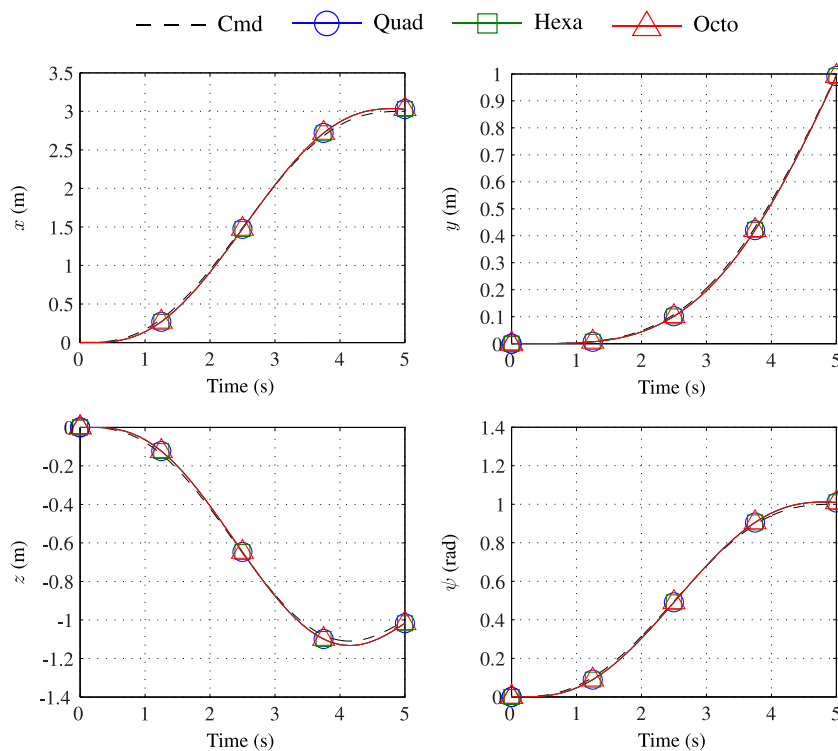 Cmd Quad Hexa Octo
3.5
3
2.5
2
1.5
1
0.5
0
x (m)
0 1 2 3 4 5
Time (s)
1
0.9
0.8
0.7
0.6
0.5
0.4
0.3
0.2
0.1
0
y (m)
0 1 2 3 4 5
Time (s)
0
-0.2
-0.4
-0.6
-0.8
-1
-1.2
-1.4
z (m)
0 1 2 3 4 5
Time (s)
1.4
1.2
1
0.8
0.6
0.4
0.2
0
ψ (rad)
0 1 2 3 4 5
Time (s)